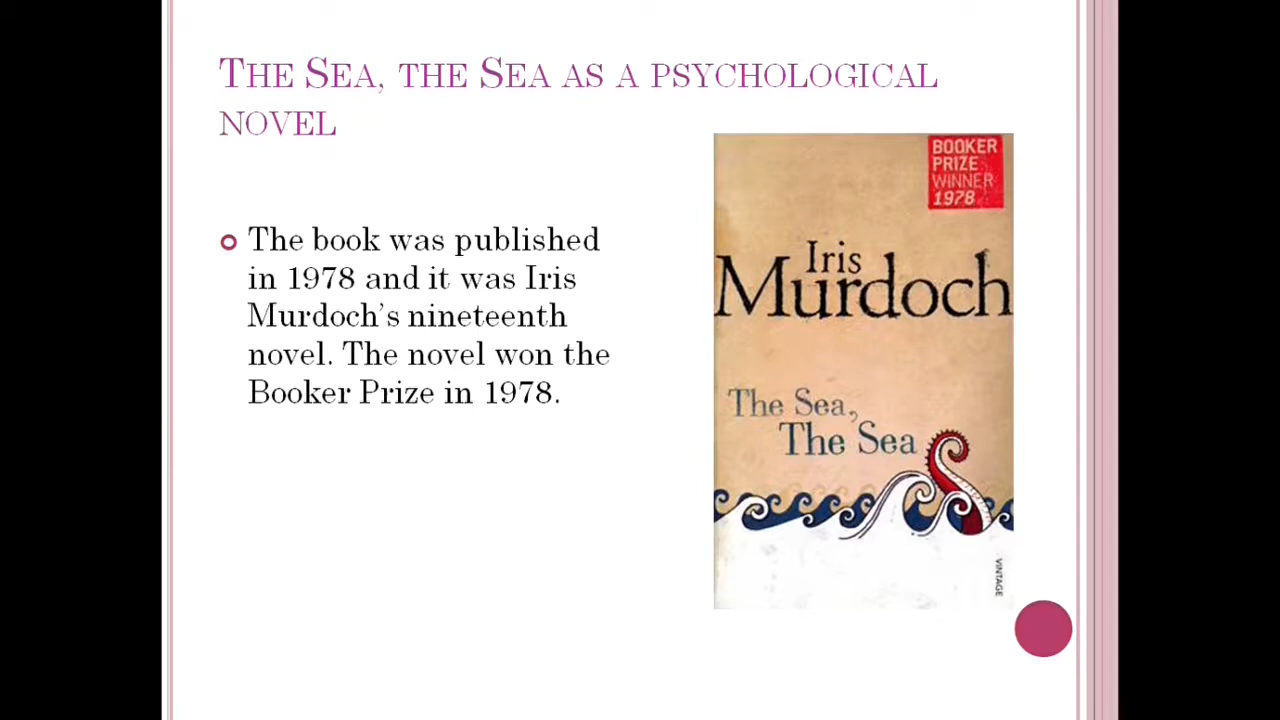 The Sea, the Sea as a psychological
novel
The book was published
in 1978 and it was Iris
Murdoch’s nineteenth
novel. The novel won the
Booker Prize in 1978.
BOOKER
PRIZE
WINNER
1978
Iris
Murdoch
The Sea,
The Sea
VINTAGE